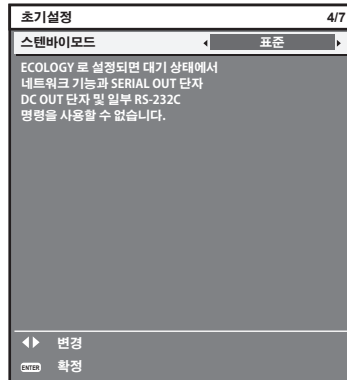 초기설정 4/7
스텐바이모드 표준
ECOLOGY 로 설정되면 대기 상태에서
네트워크 기능과 SERIAL OUT 단자
DC OUT 단자 및 일부 RS-232C
명령을 사용할 수 없습니다.
변경
ENTER 확정